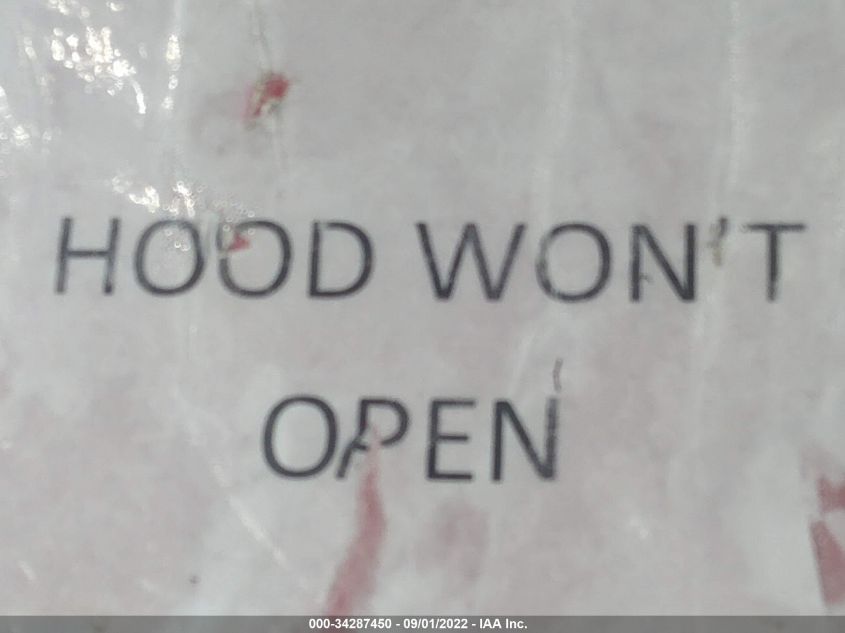 HOOD WON'T
OPEN
000-34287450 - 09/01/2022 - IAA Inc.